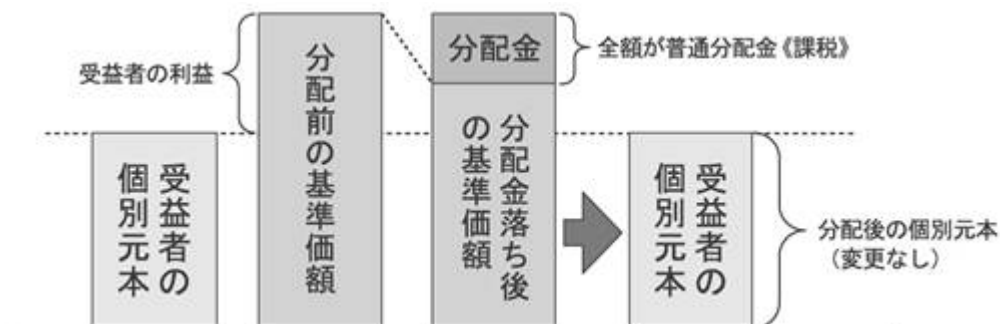 受益者の利益
分配前の基準価額
分配金
全額が普通分配金《課税》
受益者の
個別元本
分配金落ち後
の基準価額
受益者の
個別元本
分配後の個別元本
（変更なし）